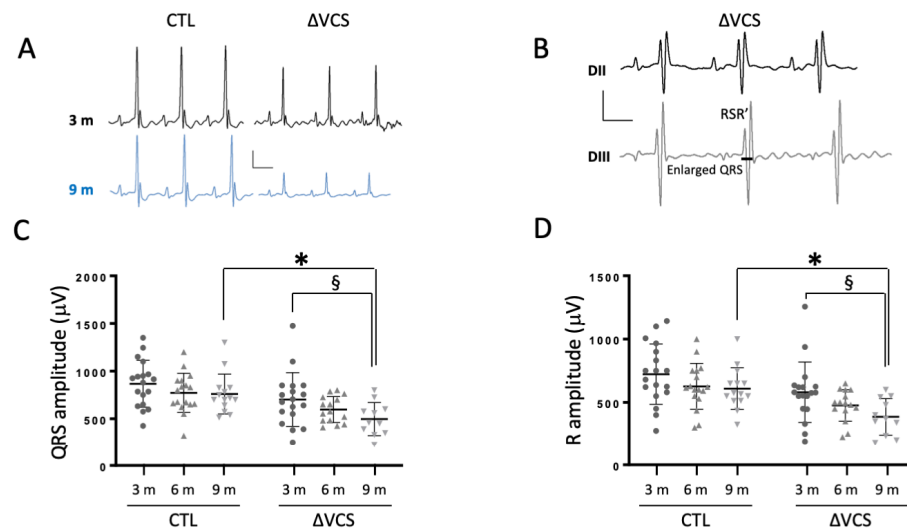 A
CTL
ΔVCS
3 m
9 m
B
ΔVCS
DII
RSR’
DIII
Enlarged QRS
C
*
§
QRS amplitude (µV)
2000
1500
1000
500
0
3 m 6 m 9 m 3 m 6 m 9 m
CTL ΔVCS
D
*
§
R amplitude (µV)
1500
1000
500
0
3 m 6 m 9 m 3 m 6 m 9 m
CTL ΔVCS